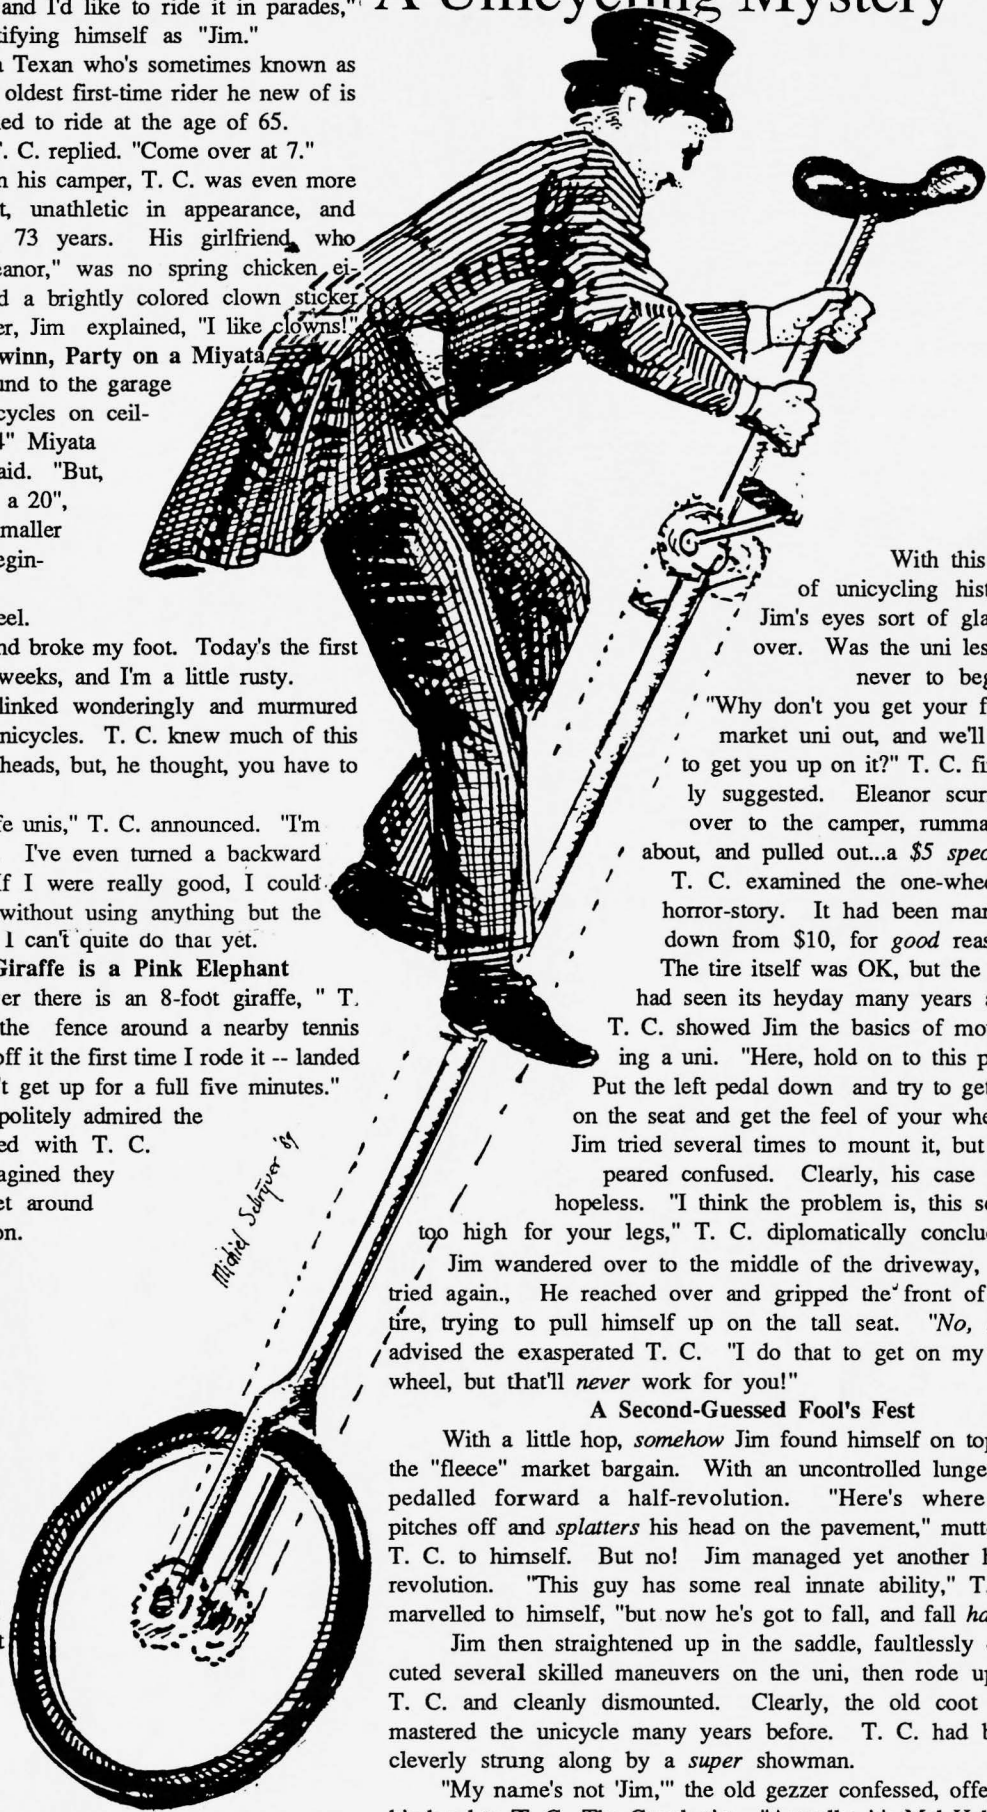 A Unicycling Mystery
and I'd like to ride it in parades,"
tifying himself as "Jim."
a Texan who's sometimes known as
oldest first-time rider he new of is
ed to ride at the age of 65.
T. C. replied. "Come over at 7."
n his camper, T. C. was even more
t, unathletic in appearance, and
73 years. His girlfriend, who
eanor," was no spring chicken ei-
d a brightly colored clown sticker
er, Jim explained, "I like clowns!"
winn, Party on a Miyata
und to the garage
cycles on ceil-
4" Miyata
aid. "But,
a 20",
maller
egin-
eel.
nd broke my foot. Today's the first
weeks, and I'm a little rusty.
linked wonderingly and murmured
nicycles. T. C. knew much of this
heads, but, he thought, you have to
fe unis," T. C. announced. "I'm
I've even turned a backward
If I were really good, I could
without using anything but the
I can't quite do that yet.
Giraffe is a Pink Elephant
er there is an 8-foot giraffe, " T.
the fence around a nearby tennis
off it the first time I rode it -- landed
't get up for a full five minutes."
politely admired the
ed with T. C.
agined they
et around
on.
t
Michiel Schrijver '89
With this
of unicycling hist
Jim's eyes sort of gla
over. Was the uni les
never to beg
"Why don't you get your f
market uni out, and we'll
to get you up on it?" T. C. fi
ly suggested. Eleanor scur
over to the camper, rumma
about, and pulled out...a $5 spec
T. C. examined the one-whee
horror-story. It had been mar
down from $10, for good reas
The tire itself was OK, but the
had seen its heyday many years a
T. C. showed Jim the basics of mo
ing a uni. "Here, hold on to this p
Put the left pedal down and try to get
on the seat and get the feel of your whe
Jim tried several times to mount it, but
peared confused. Clearly, his case
hopeless. "I think the problem is, this se
too high for your legs," T. C. diplomatically conclu
Jim wandered over to the middle of the driveway,
tried again., He reached over and gripped the front of
tire, trying to pull himself up on the tall seat. "No,
advised the exasperated T. C. "I do that to get on my
wheel, but that'll never work for you!"
A Second-Guessed Fool's Fest
With a little hop, somehow Jim found himself on top
the "fleece" market bargain. With an uncontrolled lunge
pedalled forward a half-revolution. "Here's where
pitches off and splatters his head on the pavement," mutt
T. C. to himself. But no! Jim managed yet another h
revolution. "This guy has some real innate ability," T.
marvelled to himself, "but now he's got to fall, and fall ha
Jim then straightened up in the saddle, faultlessly
cuted several skilled maneuvers on the uni, then rode up
T. C. and cleanly dismounted. Clearly, the old coot
mastered the unicycle many years before. T. C. had b
cleverly strung along by a super showman.
"My name's not 'Jim,'" the old gezzer confessed, offe